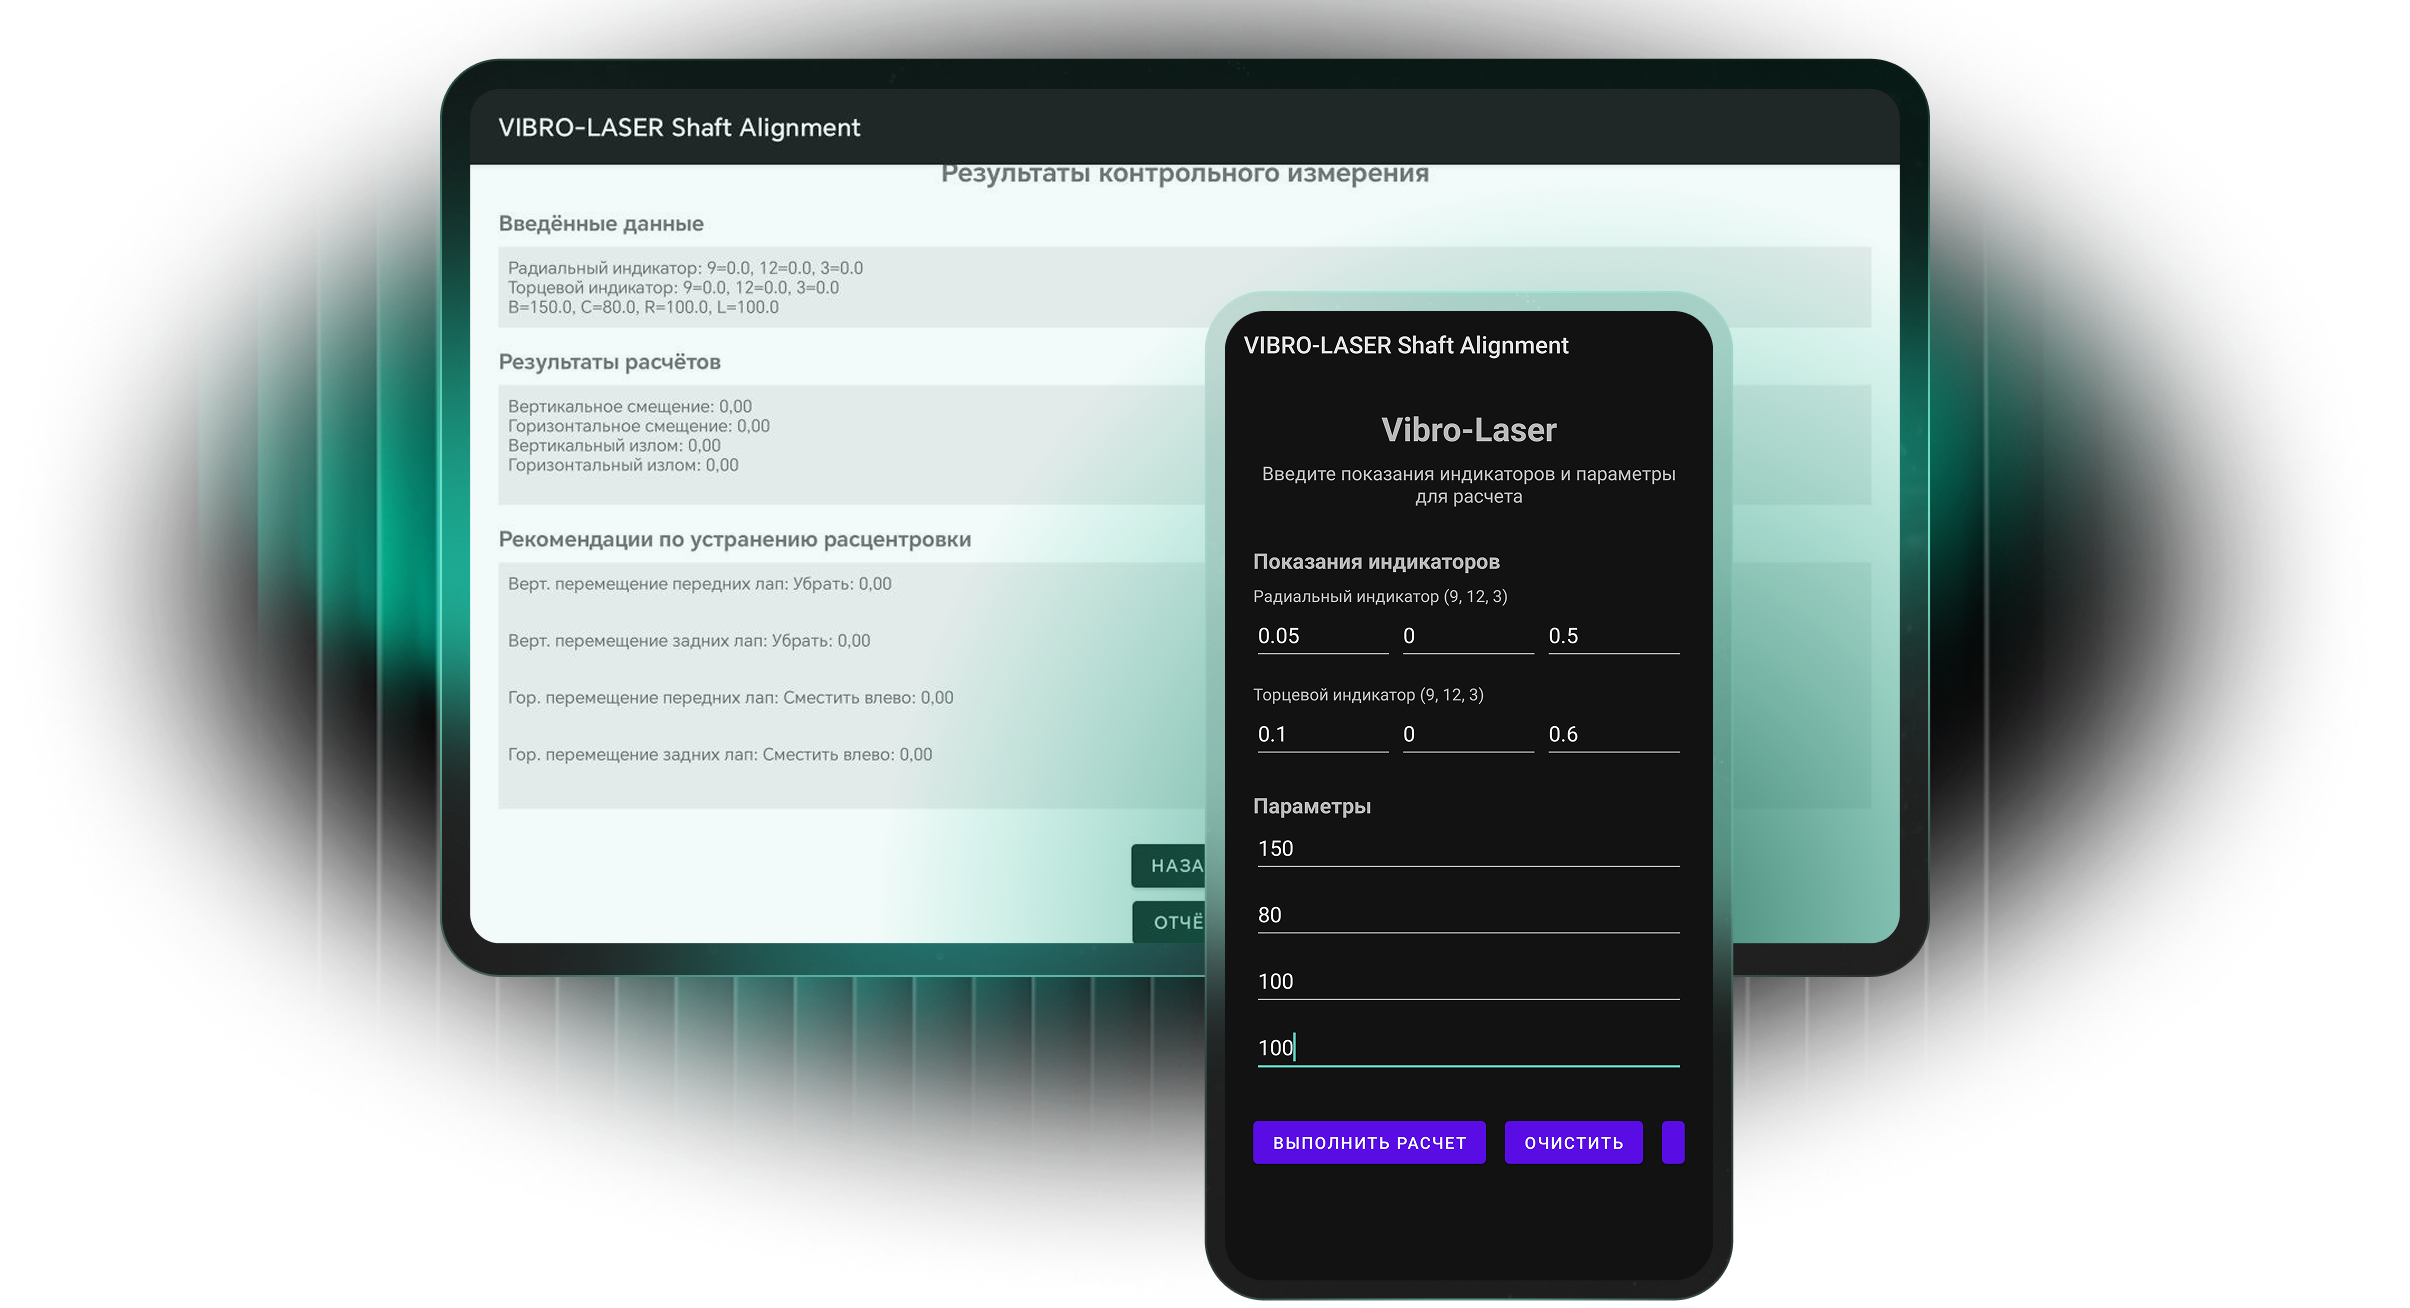 VIBRO-LASER Shaft Alignment
Результаты контрольного измерения
Введённые данные
Радиальный индикатор: 9=0.0, 12=0.0, 3=0.0
Торцевой индикатор: 9=0.0, 12=0.0, 3=0.0
B=150.0, C=80.0, R=100.0, L=100.0
Результаты расчётов
Вертикальное смещение: 0,00
Горизонтальное смещение: 0,00
Вертикальный излом: 0,00
Горизонтальный излом: 0,00
Рекомендации по устранению расцентровки
Верт. перемещение передних лап: Убрать: 0,00
Верт. перемещение задних лап: Убрать: 0,00
Гор. перемещение передних лап: Сместить влево: 0,00
Гор. перемещение задних лап: Сместить влево: 0,00
НАЗА
ОТЧЁ
VIBRO-LASER Shaft Alignment
Vibro-Laser
Введите показания индикаторов и параметры
для расчета
Показания индикаторов
Радиальный индикатор (9, 12, 3)
0.05 0 0.5
Торцевой индикатор (9, 12, 3)
0.1 0 0.6
Параметры
150
80
100
100
ВЫПОЛНИТЬ РАСЧЕТ ОЧИСТИТЬ